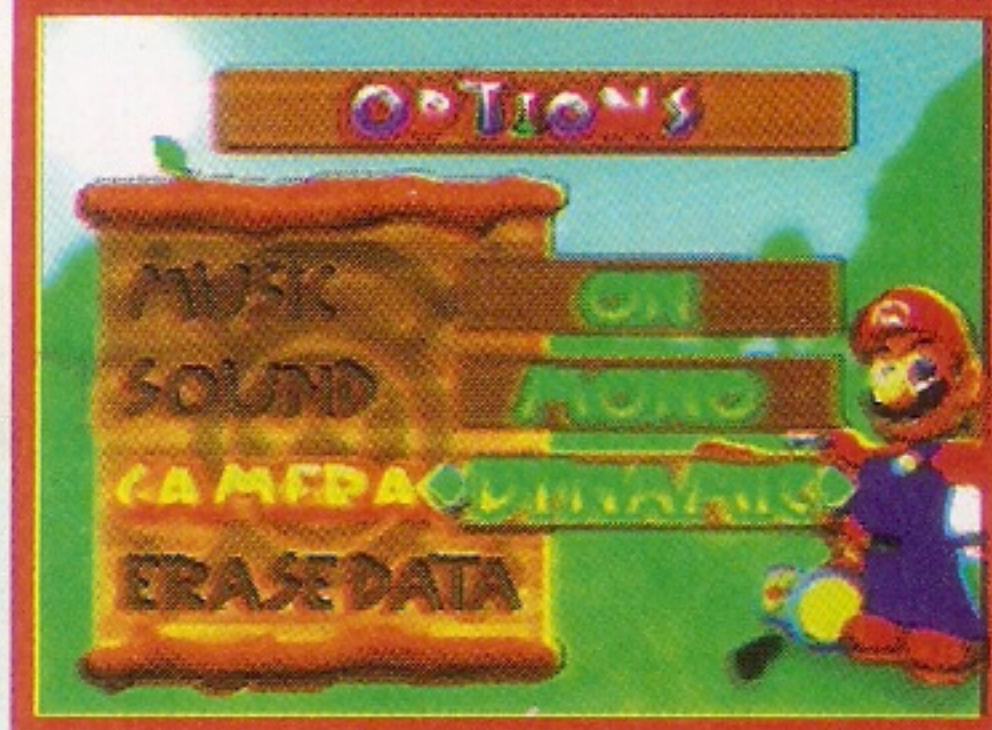 OPTIONS
MUSIC ON
SOUND MONO
CAMERA DYNAMIC
ERASE DATA